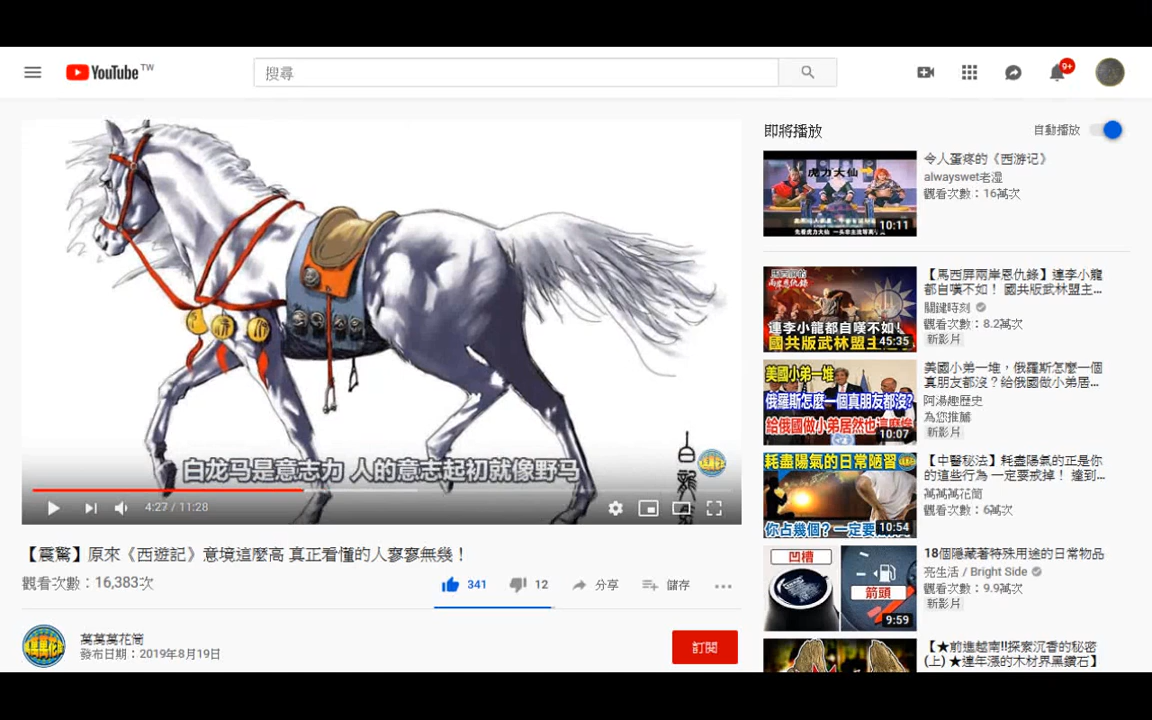 YouTube TW
搜尋
9+
白龙马是意志力 人的意志起初就像野马
白龍
4:27 / 11:28
【震驚】原來《西遊記》意境這麼高 真正看懂的人寥寥無幾！
觀看次數：16,383次
341
12
分享
儲存
萬萬萬花筒
發布日期：2019年8月19日
訂閱
即將播放
自動播放
虎力大仙
10:11
令人蛋疼的《西游记》
alwayswet老湿
觀看次數：16萬次
連李小龍都自嘆不如！
國共版武林盟主
45:35
【馬西屏兩岸恩仇錄】連李小龍
都自嘆不如！ 國共版武林盟主...
關鍵時刻
觀看次數：8.2萬次
新影片
美國小弟一堆
俄羅斯怎麼一個真朋友都沒?
給俄國做小弟居然也這麼慘
10:07
美國小弟一堆，俄羅斯怎麼一個
真朋友都沒？給俄國做小弟居...
阿湯趣歷史
為您推薦
新影片
耗盡陽氣的日常陋習
你占幾個？一定要
10:54
【中醫秘法】耗盡陽氣的正是你
的這些行為 一定要戒掉！ 達到...
萬萬萬花筒
觀看次數：6萬次
凹槽
箭頭
9:59
18個隱藏著特殊用途的日常物品
亮生活 / Bright Side
觀看次數：9.9萬次
新影片
【★前進越南!!探索沉香的秘密
(上) ★連年漲的木材界黑鑽石】